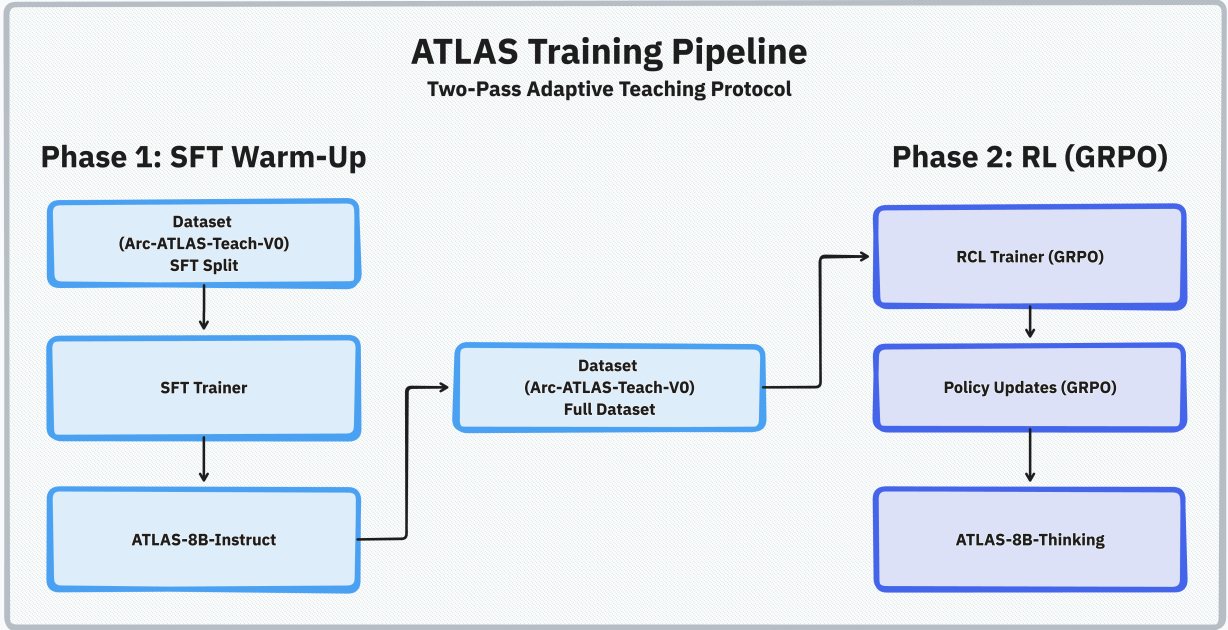 ATLAS Training Pipeline
Two-Pass Adaptive Teaching Protocol
Phase 1: SFT Warm-Up
Dataset
(Arc-ATLAS-Teach-V0)
SFT Split
SFT Trainer
ATLAS-8B-Instruct
Dataset
(Arc-ATLAS-Teach-V0)
Full Dataset
Phase 2: RL (GRPO)
RCL Trainer (GRPO)
Policy Updates (GRPO)
ATLAS-8B-Thinking